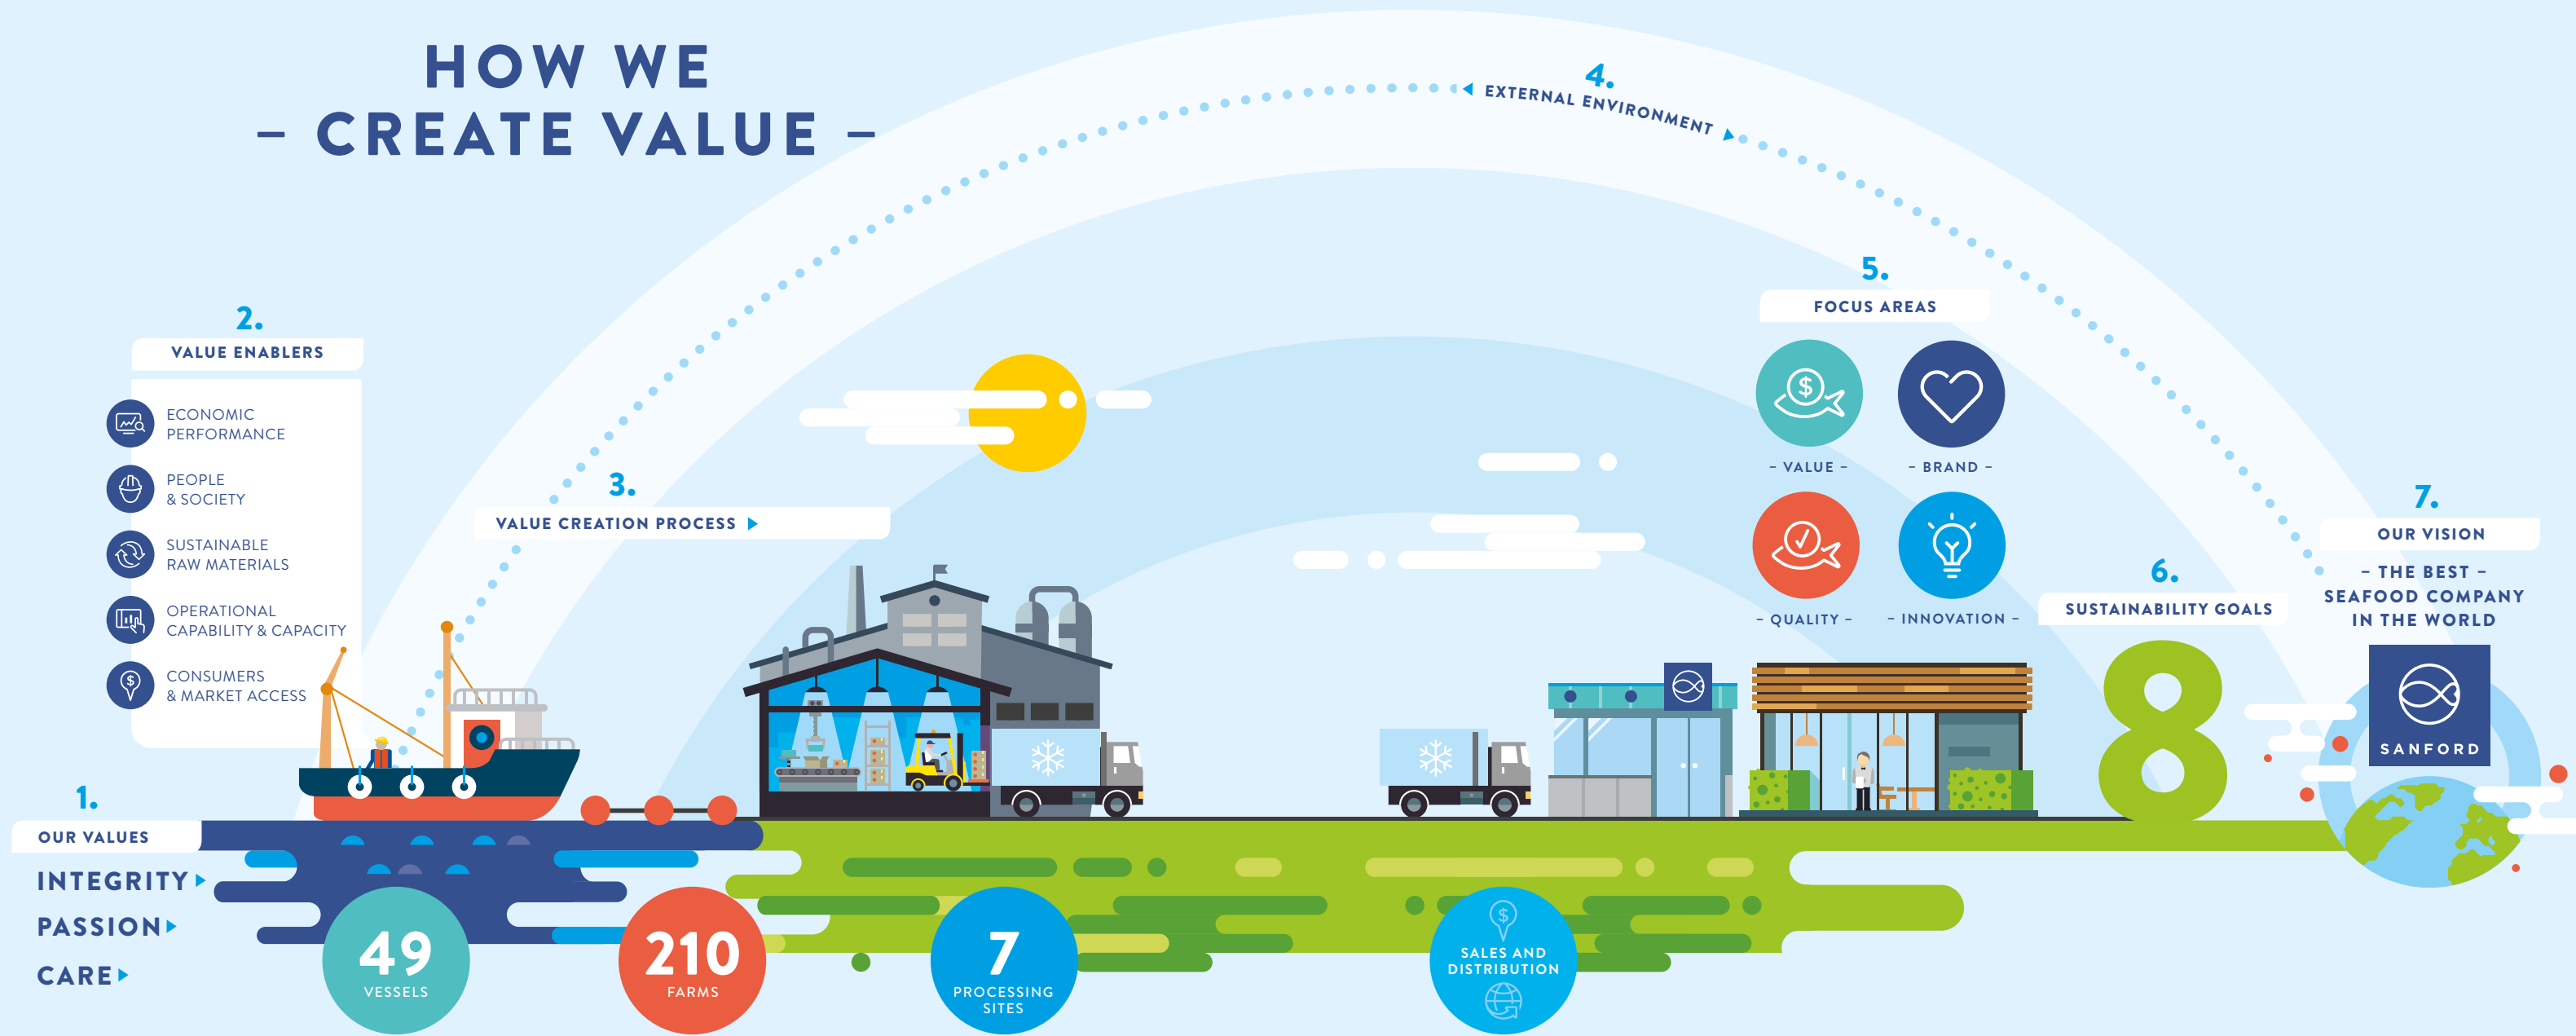 HOW WE
– CREATE VALUE –
1.
OUR VALUES
INTEGRITY
PASSION
CARE
2.
VALUE ENABLERS
ECONOMIC
PERFORMANCE
PEOPLE
& SOCIETY
SUSTAINABLE
RAW MATERIALS
OPERATIONAL
CAPABILITY & CAPACITY
$
CONSUMERS
& MARKET ACCESS
3.
VALUE CREATION PROCESS
49
VESSELS
210
FARMS
7
PROCESSING
SITES
$
SALES AND
DISTRIBUTION
4.
EXTERNAL ENVIRONMENT
5.
FOCUS AREAS
$
– VALUE –
– BRAND –
– QUALITY –
– INNOVATION –
6.
SUSTAINABILITY GOALS
8
7.
OUR VISION
– THE BEST –
SEAFOOD COMPANY
IN THE WORLD
SANFORD